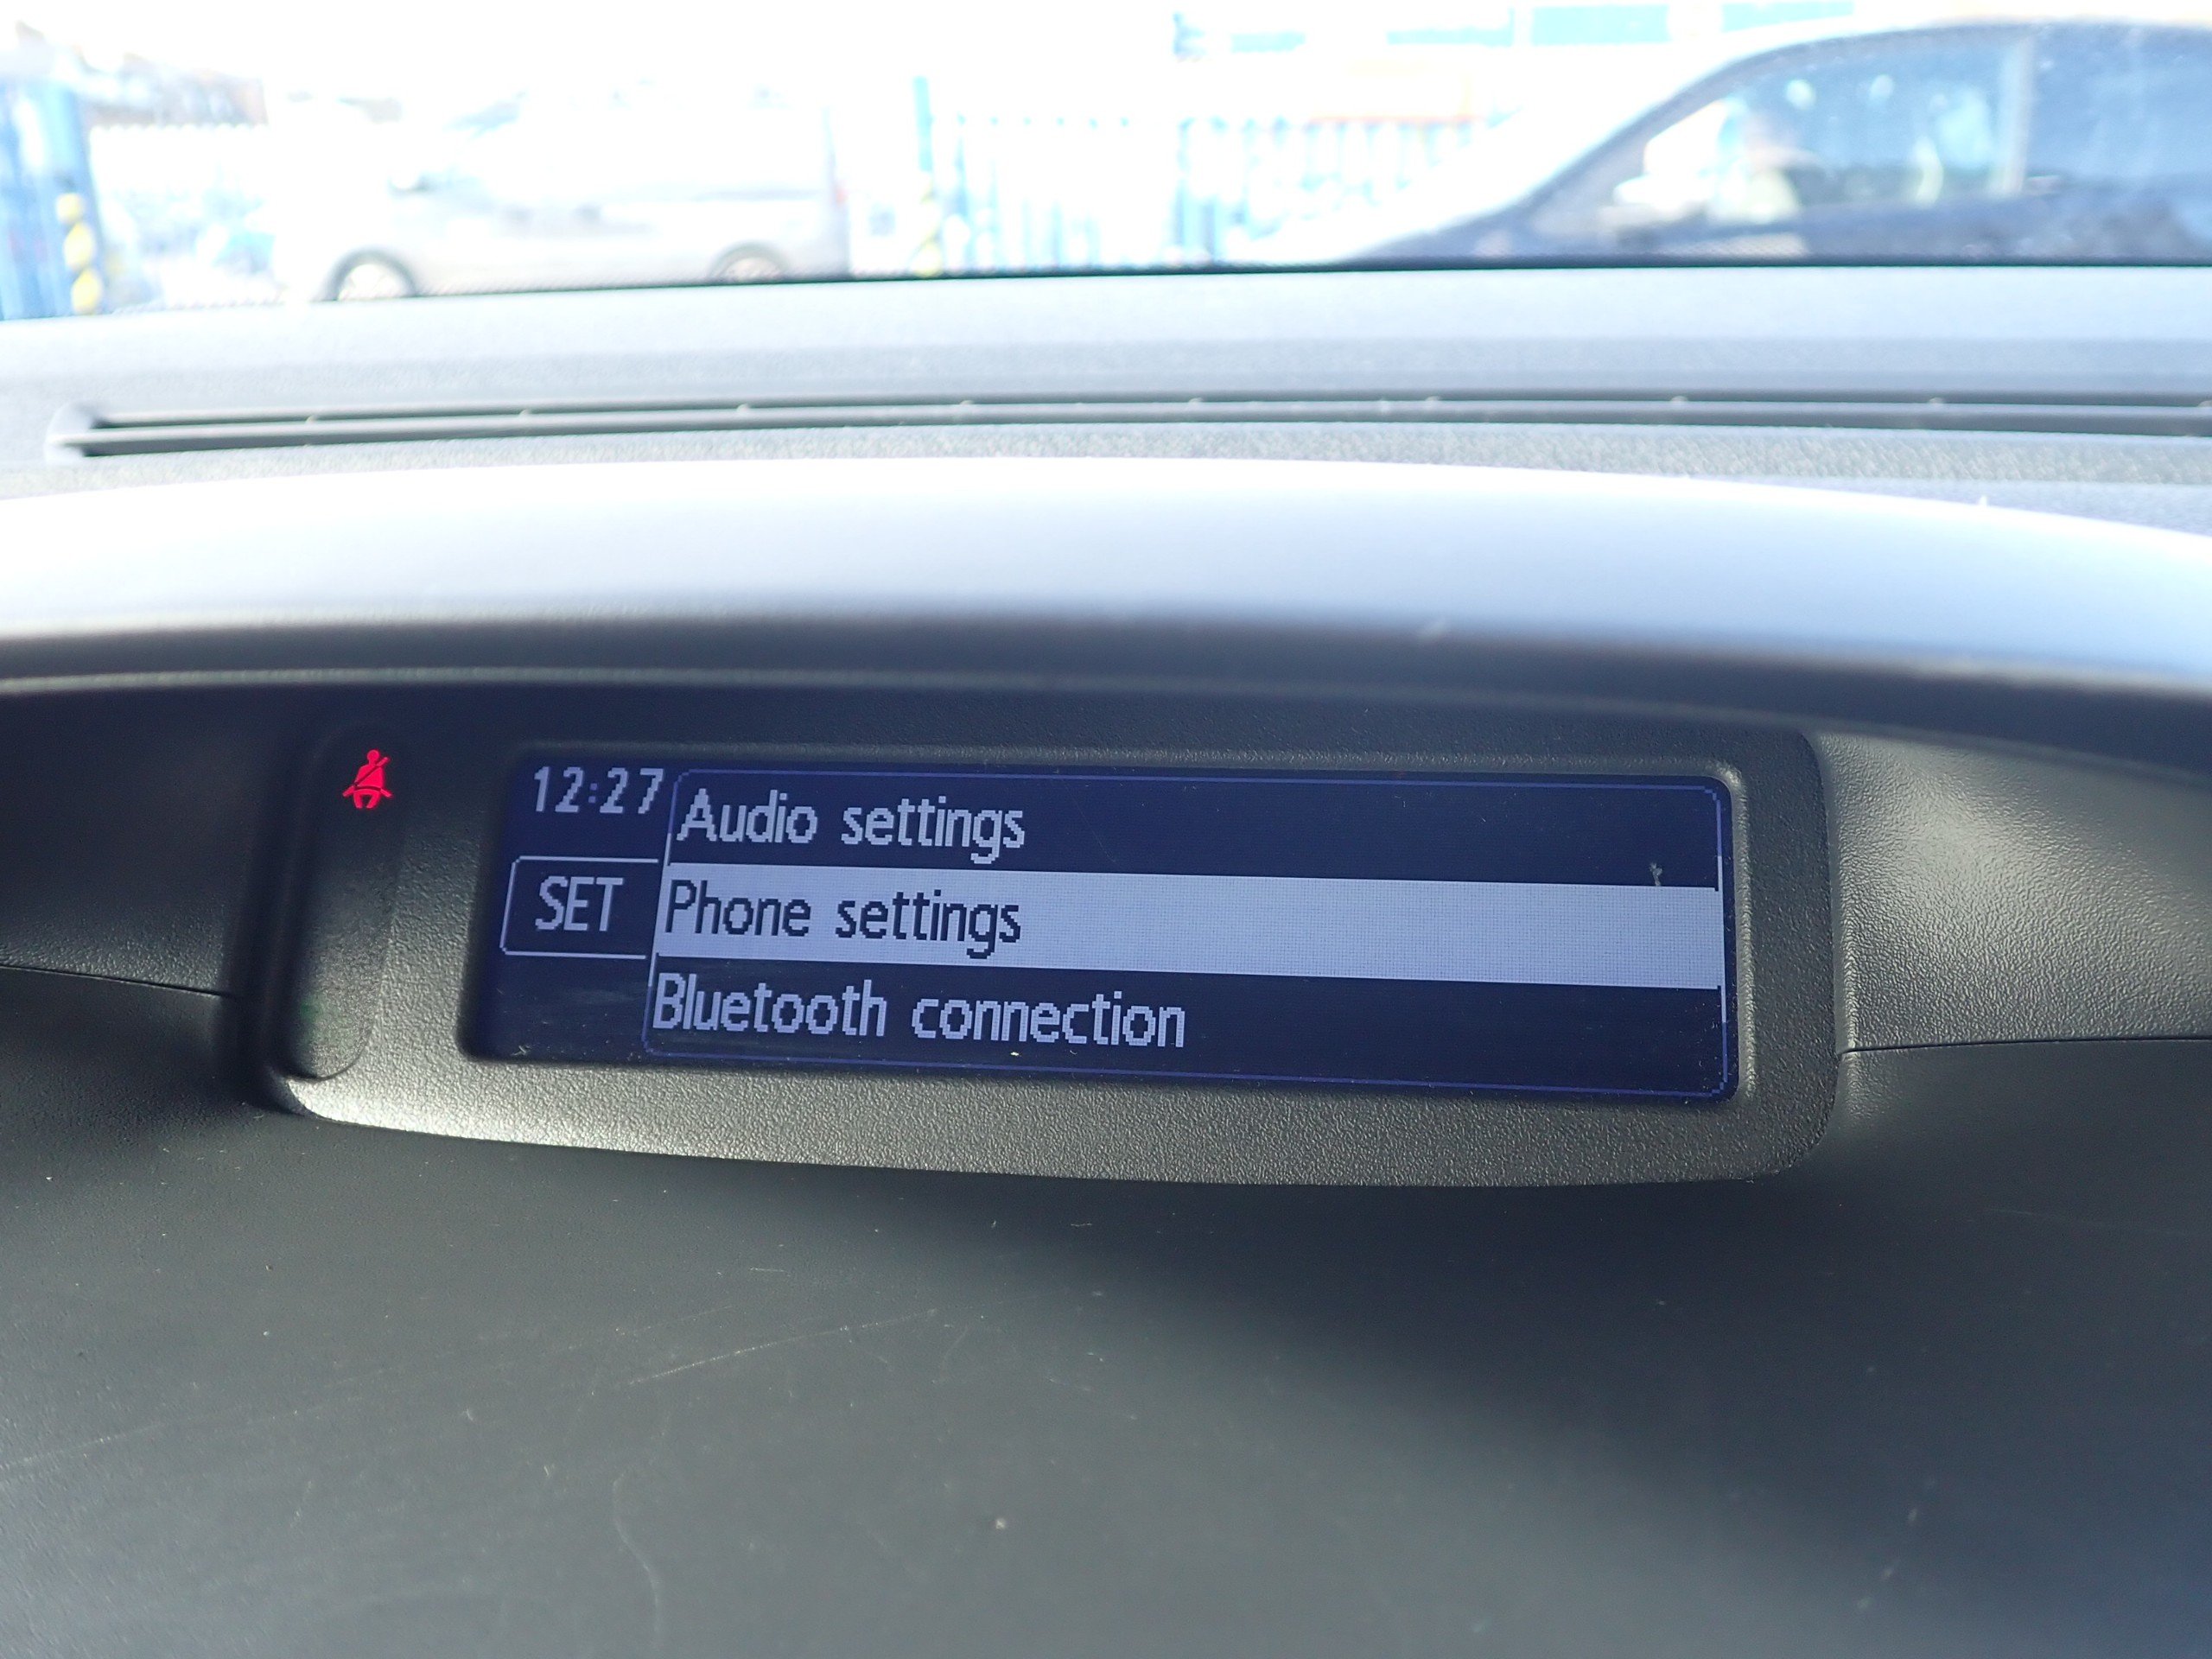 12:27
Audio settings
SET
Phone settings
Bluetooth connection